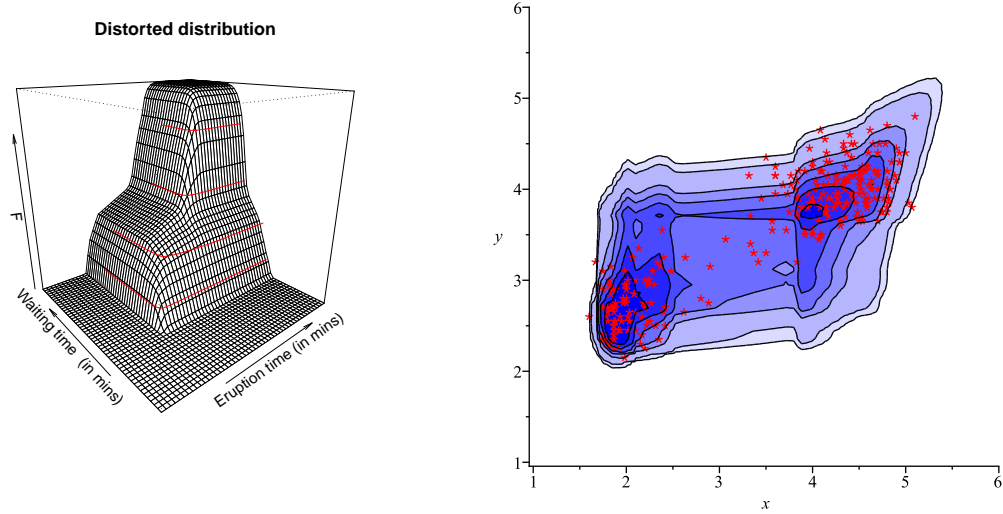 Distorted distribution
F
Waiting time (in mins)
Eruption time (in mins)
6
5
4
3
2
1
y
1
2
3
4
5
6
x